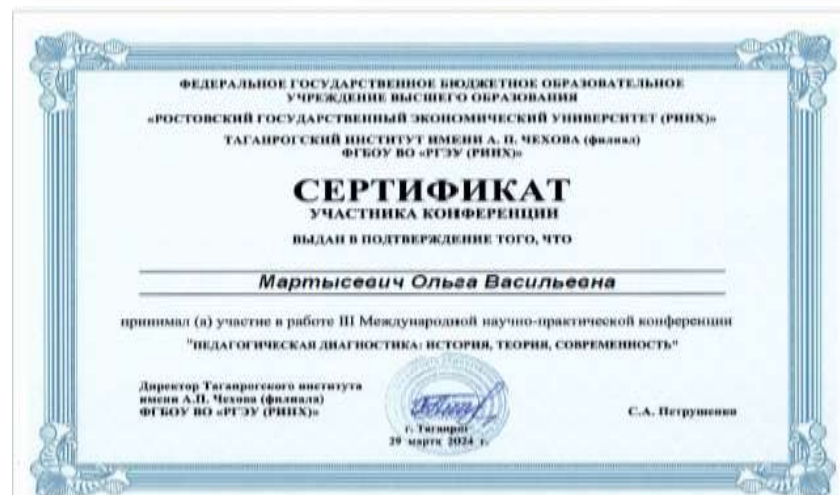 ФЕДЕРАЛЬНОЕ ГОСУДАРСТВЕННОЕ БЮДЖЕТНОЕ ОБРАЗОВАТЕЛЬНОЕ
УЧРЕЖДЕНИЕ ВЫСШЕГО ОБРАЗОВАНИЯ
«РОСТОВСКИЙ ГОСУДАРСТВЕННЫЙ ЭКОНОМИЧЕСКИЙ УНИВЕРСИТЕТ (РИНХ)»
ТАГАНРОГСКИЙ ИНСТИТУТ ИМЕНИ А. П. ЧЕХОВА (филиал)
ФГБОУ ВО «РГЭУ (РИНХ)»
СЕРТИФИКАТ
УЧАСТНИКА КОНФЕРЕНЦИИ
ВЫДАН В ПОДТВЕРЖДЕНИЕ ТОГО, ЧТО
Мартысевич Ольга Васильевна
принимал (а) участие в работе III Международной научно-практической конференции
"ПЕДАГОГИЧЕСКАЯ ДИАГНОСТИКА: ИСТОРИЯ, ТЕОРИЯ, СОВРЕМЕННОСТЬ"
Директор Таганрогского института
имени А.П. Чехова (филиала)
ФГБОУ ВО «РГЭУ (РИНХ)»
С.А. Петрушенко
г. Таганрог
29 марта 2024 г.